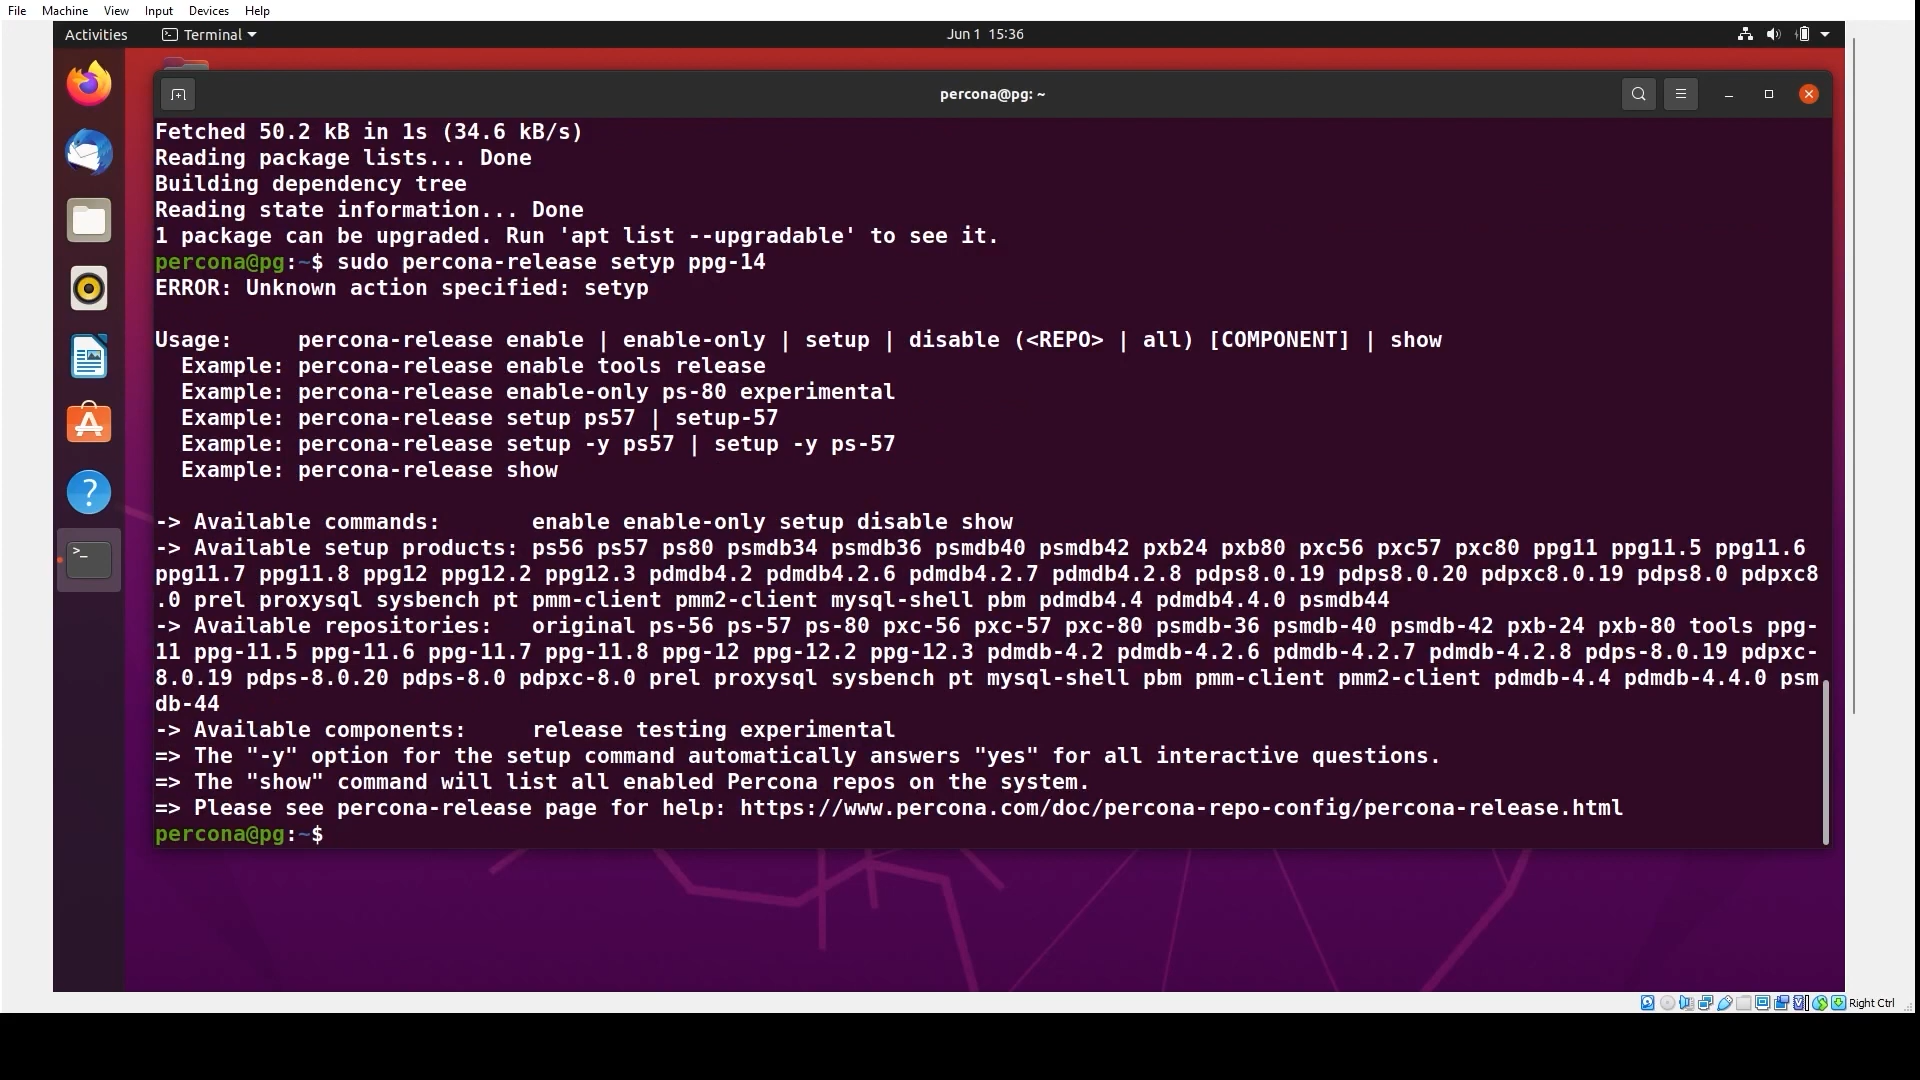 File Machine View Input Devices Help
Activities Terminal Jun 1 15:36
percona@pg: ~
Fetched 50.2 kB in 1s (34.6 kB/s)
Reading package lists... Done
Building dependency tree
Reading state information... Done
1 package can be upgraded. Run 'apt list --upgradable' to see it.
percona@pg:~$ sudo percona-release setyp ppg-14
ERROR: Unknown action specified: setyp
Usage:     percona-release enable | enable-only | setup | disable (<REPO> | all) [COMPONENT] | show
  Example: percona-release enable tools release
  Example: percona-release enable-only ps-80 experimental
  Example: percona-release setup ps57 | setup-57
  Example: percona-release setup -y ps57 | setup -y ps-57
  Example: percona-release show
-> Available commands:       enable enable-only setup disable show
-> Available setup products: ps56 ps57 ps80 psmdb34 psmdb36 psmdb40 psmdb42 pxb24 pxb80 pxc56 pxc57 pxc80 ppg11 ppg11.5 ppg11.6
ppg11.7 ppg11.8 ppg12 ppg12.2 ppg12.3 pdmdb4.2 pdmdb4.2.6 pdmdb4.2.7 pdmdb4.2.8 pdps8.0.19 pdps8.0.20 pdpxc8.0.19 pdps8.0 pdpxc8
.0 prel proxysql sysbench pt pmm-client pmm2-client mysql-shell pbm pdmdb4.4 pdmdb4.4.0 psmdb44
-> Available repositories:   original ps-56 ps-57 ps-80 pxc-56 pxc-57 pxc-80 psmdb-36 psmdb-40 psmdb-42 pxb-24 pxb-80 tools ppg-
11 ppg-11.5 ppg-11.6 ppg-11.7 ppg-11.8 ppg-12 ppg-12.2 ppg-12.3 pdmdb-4.2 pdmdb-4.2.6 pdmdb-4.2.7 pdmdb-4.2.8 pdps-8.0.19 pdpxc-
8.0.19 pdps-8.0.20 pdps-8.0 pdpxc-8.0 prel proxysql sysbench pt mysql-shell pbm pmm-client pmm2-client pdmdb-4.4 pdmdb-4.4.0 psm
db-44
-> Available components:     release testing experimental
=> The "-y" option for the setup command automatically answers "yes" for all interactive questions.
=> The "show" command will list all enabled Percona repos on the system.
=> Please see percona-release page for help: https://www.percona.com/doc/percona-repo-config/percona-release.html
percona@pg:~$
Right Ctrl